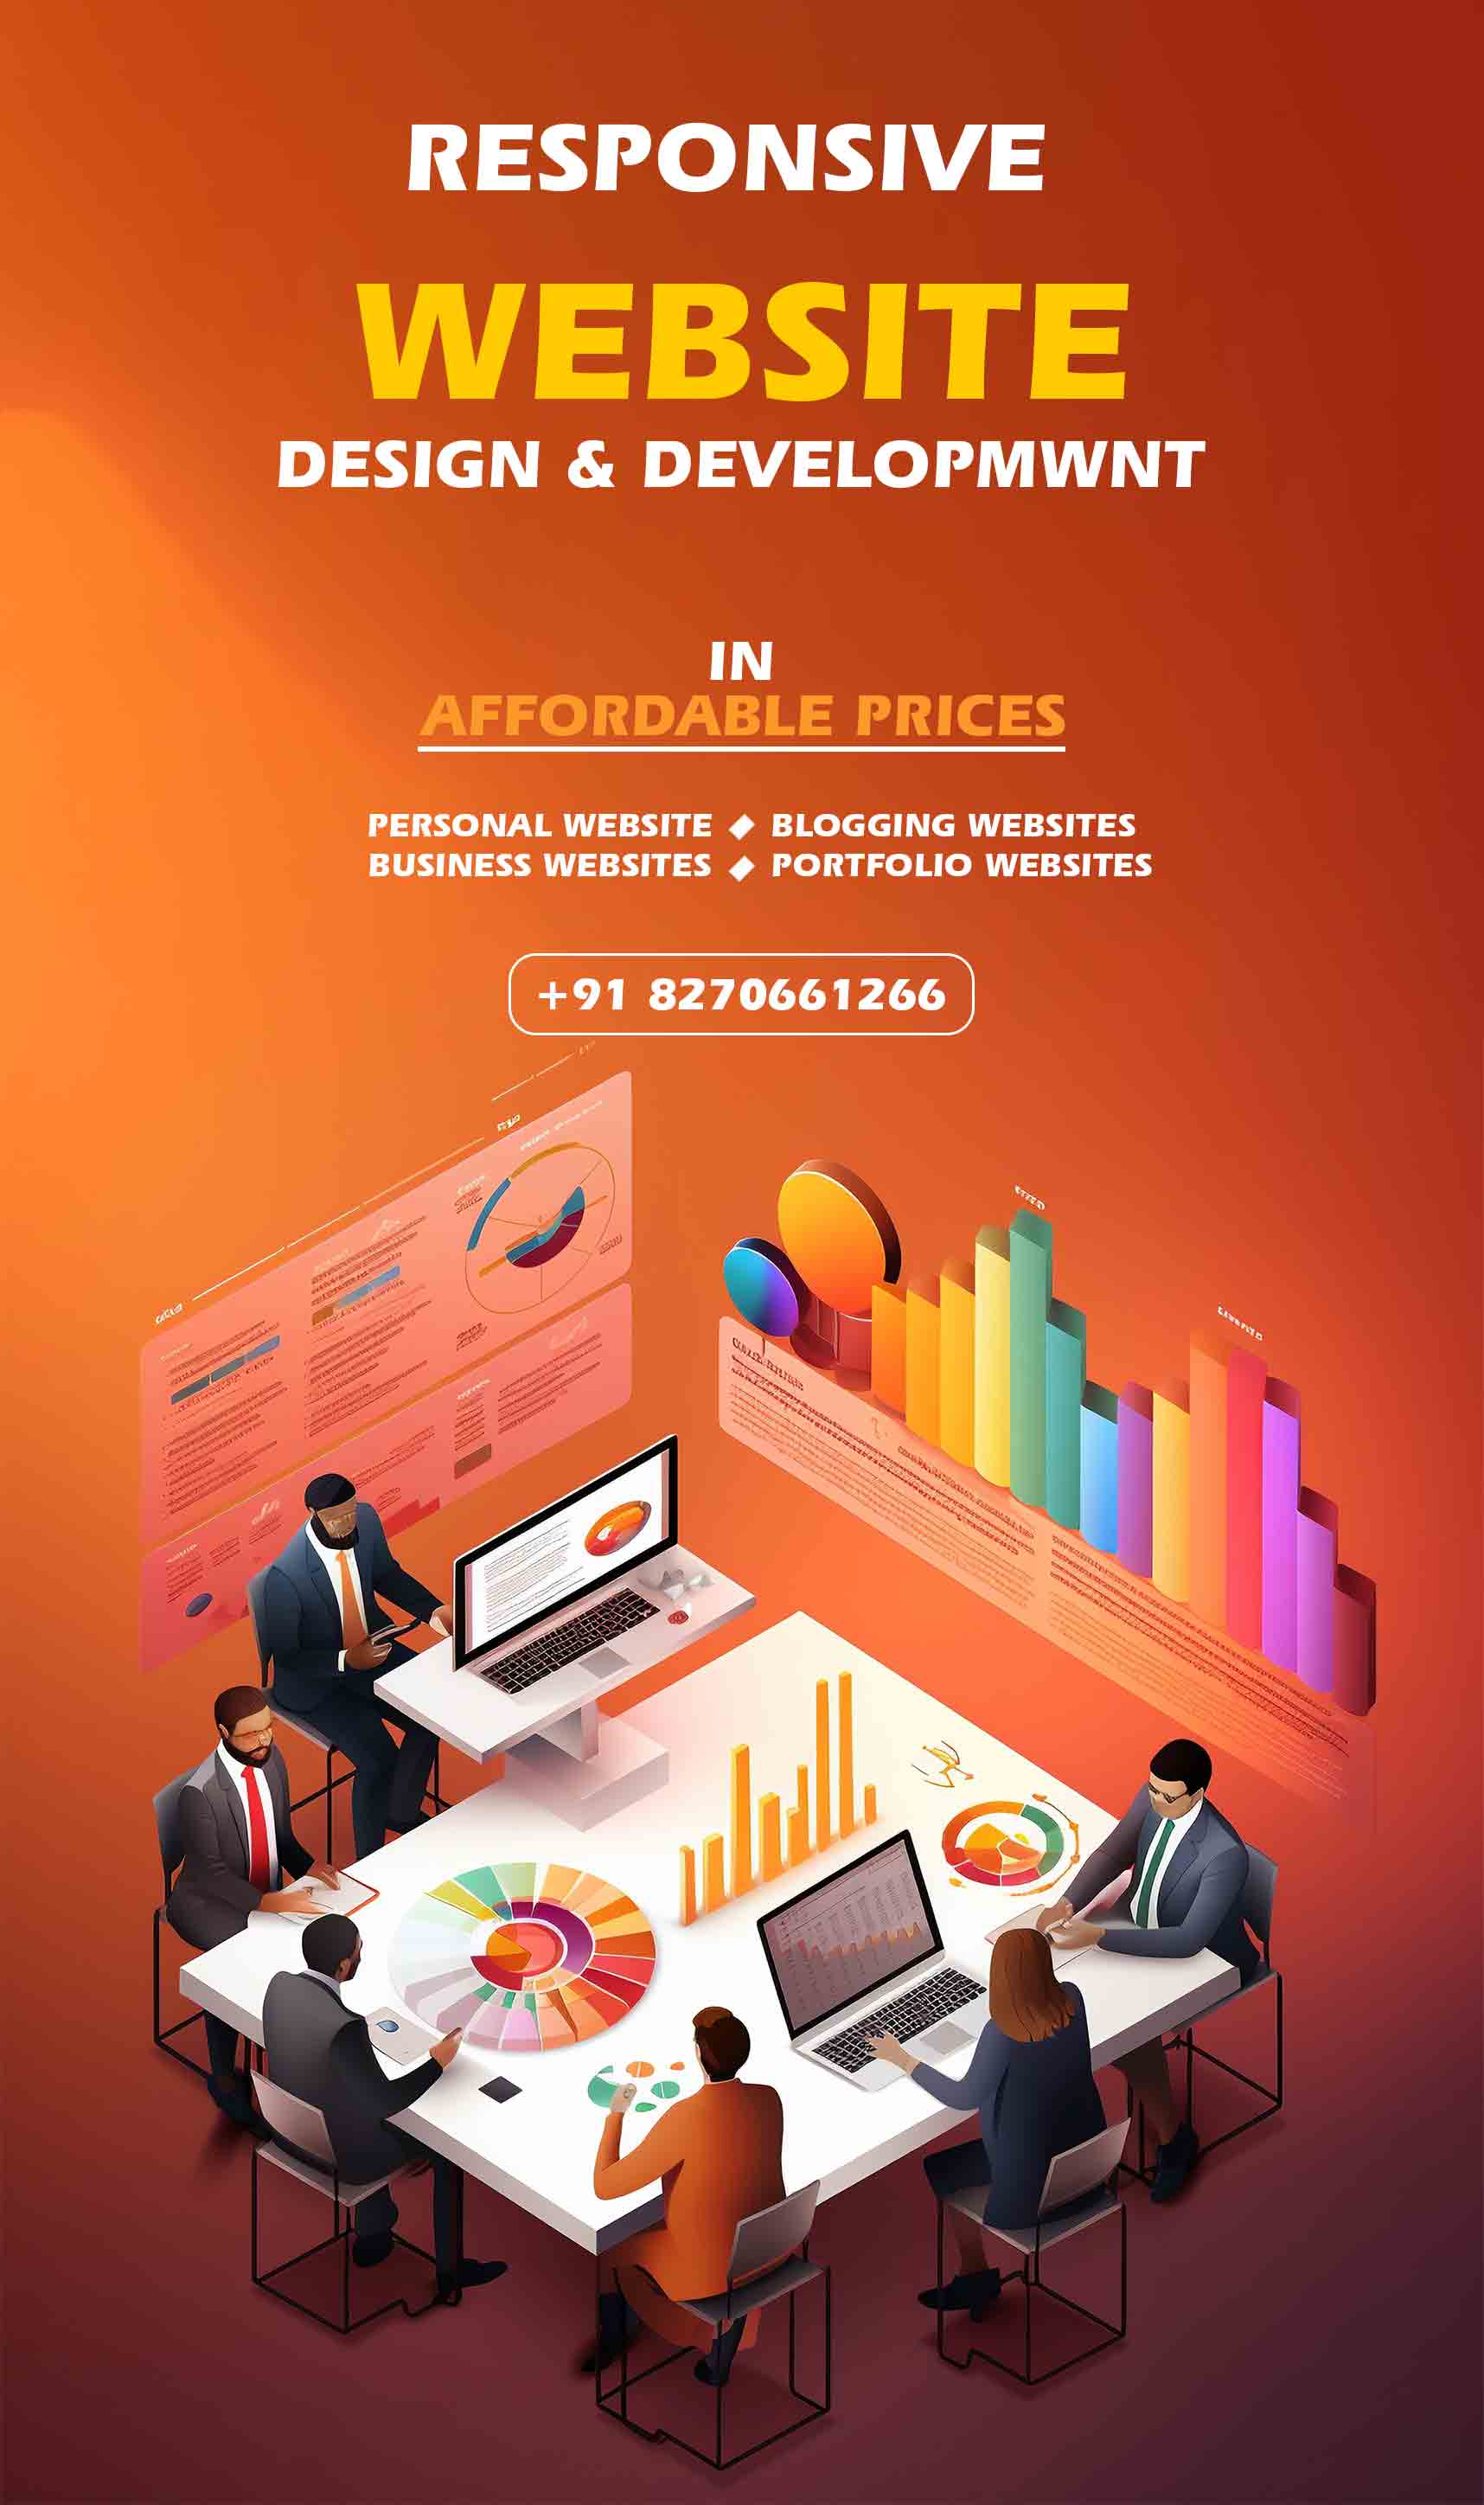 RESPONSIVE
WEBSITE
DESIGN & DEVELOPMWNT
IN
AFFORDABLE PRICES
PERSONAL WEBSITE ◆ BLOGGING WEBSITES
BUSINESS WEBSITES ◆ PORTFOLIO WEBSITES
+91 8270661266